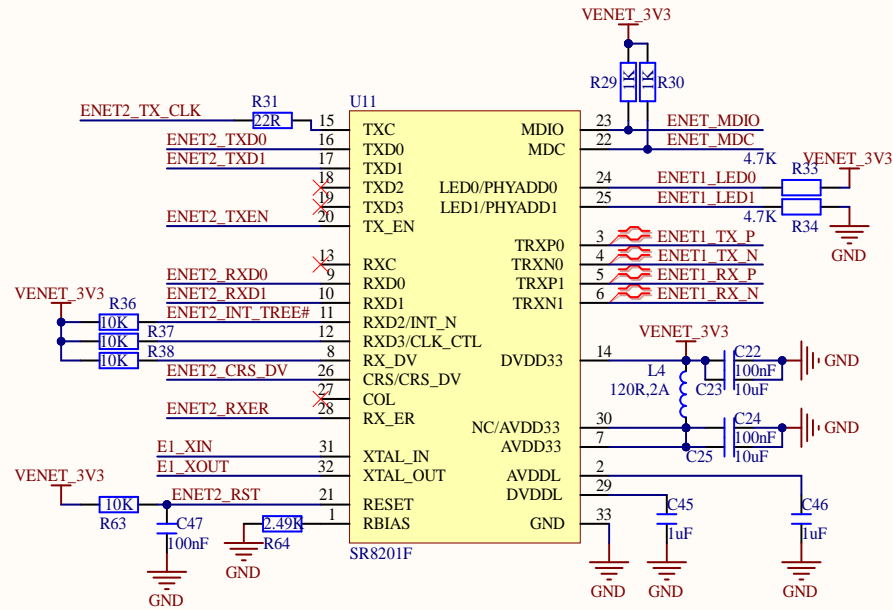 VENET_3V3
R29
1K
1K
R30
U11
R31
ENET2_TX_CLK
22R
15
TXC
MDIO
23
ENET_MDIO
ENET2_TXD0
16
TXD0
MDC
22
ENET_MDC
ENET2_TXD1
17
TXD1
4.7K
VENET_3V3
18
TXD2
LED0/PHYADD0
24
ENET1_LED0
R33
19
TXD3
LED1/PHYADD1
25
ENET1_LED1
ENET2_TXEN
20
TX_EN
4.7K
R34
TRXP0
3
ENET1_TX_P
GND
13
RXC
TRXN0
4
ENET1_TX_N
ENET2_RXD0
9
RXD0
TRXP1
5
ENET1_RX_P
ENET2_RXD1
10
RXD1
TRXN1
6
ENET1_RX_N
VENET_3V3
R36
10K
ENET2_INT_TREE#
11
RXD2/INT_N
R37
10K
12
RXD3/CLK_CTL
VENET_3V3
R38
10K
8
RX_DV
DVDD33
14
C22
100nF
GND
ENET2_CRS_DV
26
CRS/CRS_DV
L4
120R,2A
C23
10uF
27
COL
ENET2_RXER
28
RX_ER
NC/AVDD33
30
C24
100nF
GND
AVDD33
7
C25
10uF
E1_XIN
31
XTAL_IN
E1_XOUT
32
XTAL_OUT
AVDDL
2
VENET_3V3
DVDDL
29
ENET2_RST
10K
R63
21
RESET
C45
1uF
C46
1uF
C47
100nF
2.49K
R64
1
RBIAS
GND
33
SR8201F
GND
GND
GND
GND
GND